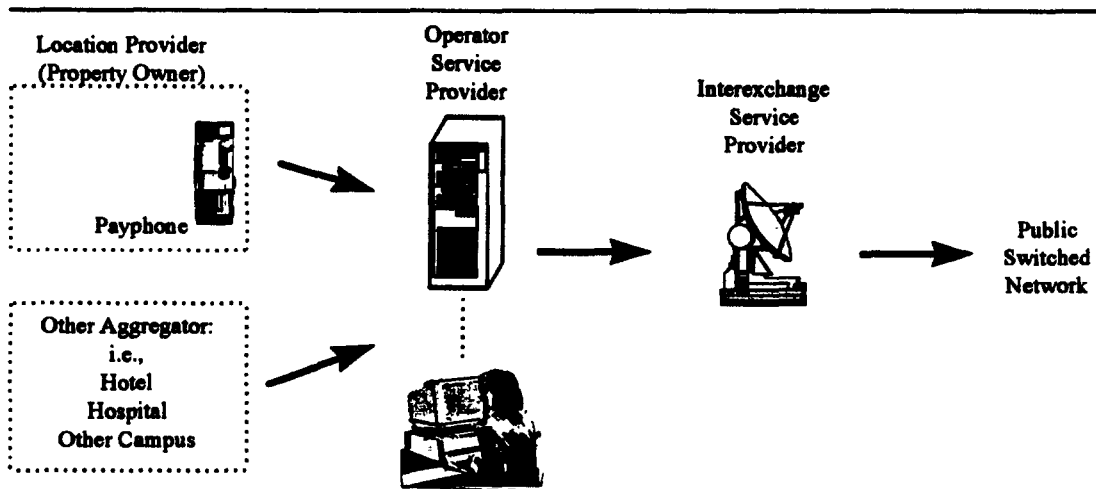 Location Provider
(Property Owner)
Payphone
Other Aggregator:
i.e.,
Hotel
Hospital
Other Campus
Operator
Service
Provider
Interexchange
Service
Provider
Public
Switched
Network